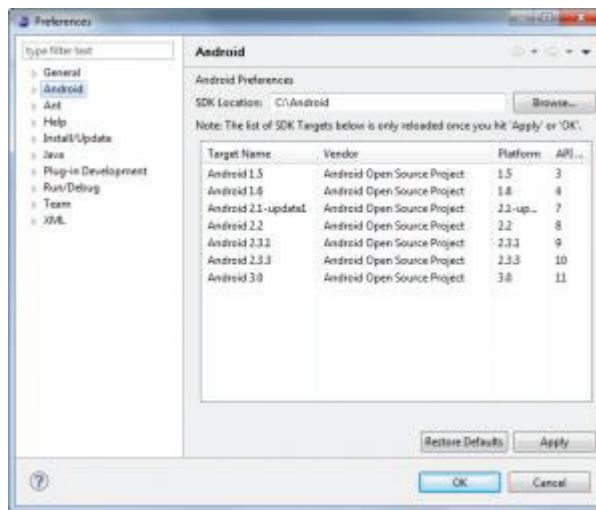 Preferences
type filter text
Android
General
Android
Ant
Help
Install/Update
Java
Plug-in Development
Run/Debug
Team
XML
Android Preferences
SDK Location: C:\Android Browse...
Note: The list of SDK Targets below is only reloaded once you hit 'Apply' or 'OK'.
Target Name Vendor Platform API...
Android 1.5 Android Open Source Project 1.5 3
Android 1.6 Android Open Source Project 1.6 4
Android 2.1-update1 Android Open Source Project 2.1-up... 7
Android 2.2 Android Open Source Project 2.2 8
Android 2.3.1 Android Open Source Project 2.3.1 9
Android 2.3.3 Android Open Source Project 2.3.3 10
Android 3.0 Android Open Source Project 3.0 11
Restore Defaults Apply
? OK Cancel